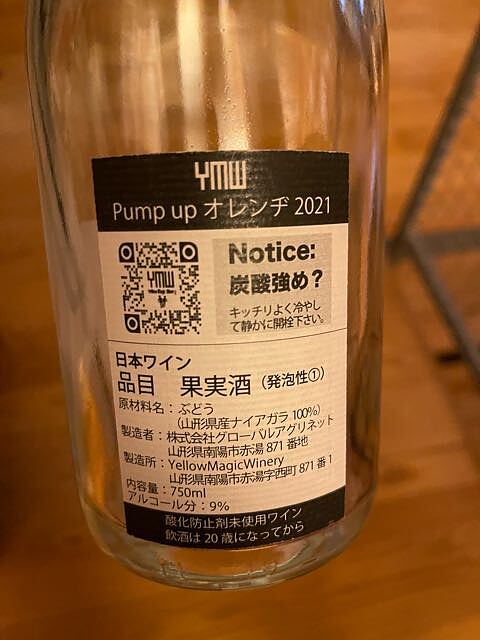 YMW
Pump up オレンヂ 2021
YMW
Notice:
炭酸強め？
キッチリよく冷やし
て静かに開栓下さい。
日本ワイン
品目 果実酒（発泡性①）
原材料名：ぶどう
（山形県産ナイアガラ 100%）
製造者：株式会社グローバルアグリネット
山形県南陽市赤湯 871 番地
製造所：YellowMagicWinery
山形県南陽市赤湯字西町 871 番 1
内容量：750ml
アルコール分：9%
酸化防止剤未使用ワイン
飲酒は 20 歳になってから